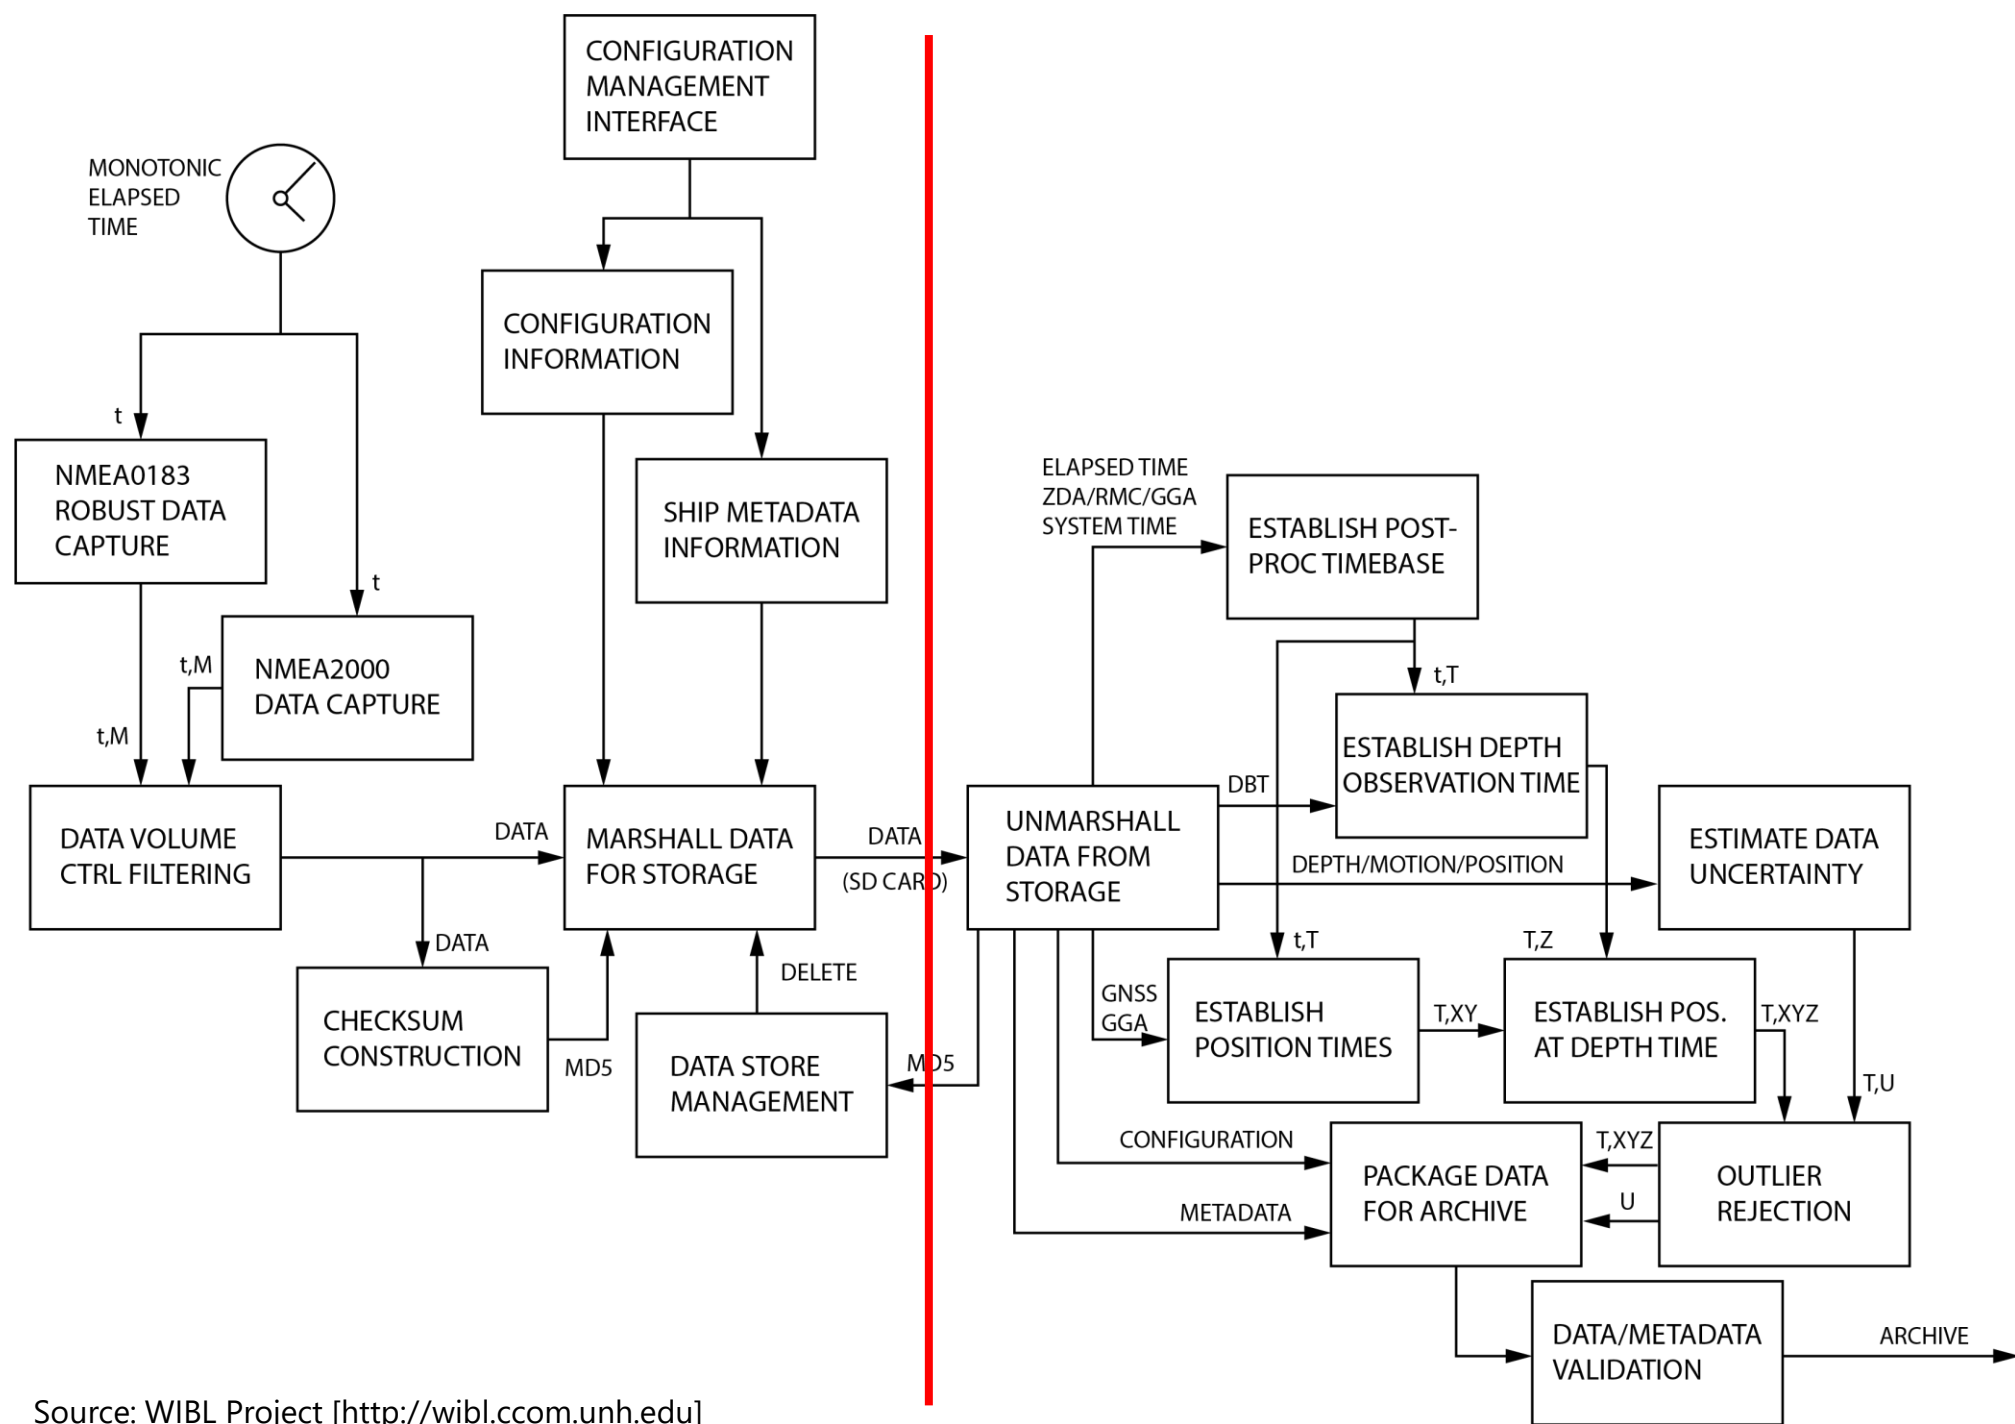 CONFIGURATION
MANAGEMENT
INTERFACE
MONOTONIC
ELAPSED
TIME
CONFIGURATION
INFORMATION
t
NMEA0183
ROBUST DATA
CAPTURE
SHIP METADATA
INFORMATION
t
t,M
NMEA2000
DATA CAPTURE
t,M
DATA VOLUME
CTRL FILTERING
DATA
MARSHALL DATA
FOR STORAGE
DATA
(SD CARD)
DATA
CHECKSUM
CONSTRUCTION
MD5
DELETE
DATA STORE
MANAGEMENT
MD5
ELAPSED TIME
ZDA/RMC/GGA
SYSTEM TIME
ESTABLISH POST-
PROC TIMEBASE
t,T
ESTABLISH DEPTH
OBSERVATION TIME
DBT
UNMARSHALL
DATA FROM
STORAGE
DEPTH/MOTION/POSITION
ESTIMATE DATA
UNCERTAINTY
t,T
T,Z
GNSS
GGA
ESTABLISH
POSITION TIMES
T,XY
ESTABLISH POS.
AT DEPTH TIME
T,XYZ
T,U
CONFIGURATION
METADATA
PACKAGE DATA
FOR ARCHIVE
T,XYZ
U
OUTLIER
REJECTION
DATA/METADATA
VALIDATION
ARCHIVE
Source: WIBL Project [http://wibl.ccom.unh.edu]